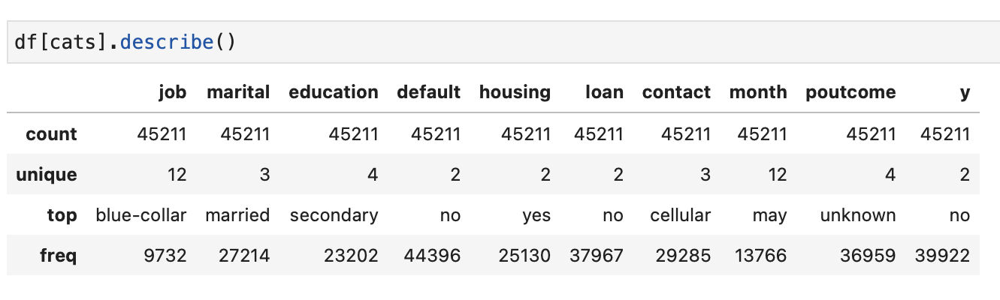 df[cats].describe()
job marital education default housing loan contact month poutcome y
count 45211 45211 45211 45211 45211 45211 45211 45211 45211 45211
unique 12 3 4 2 2 2 3 12 4 2
top blue-collar married secondary no yes no cellular may unknown no
freq 9732 27214 23202 44396 25130 37967 29285 13766 36959 39922